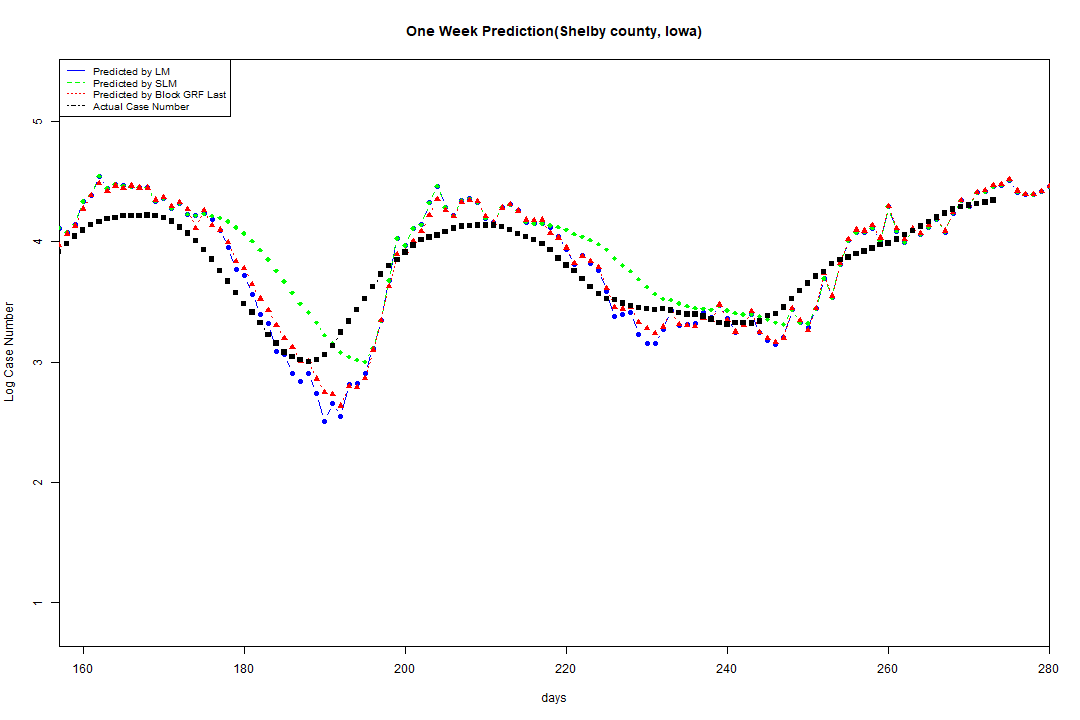 One Week Prediction(Shelby county, Iowa)
Predicted by LM
Predicted by SLM
Predicted by Block GRF Last
Actual Case Number
5
4
3
2
1
Log Case Number
160 180 200 220 240 260 280
days